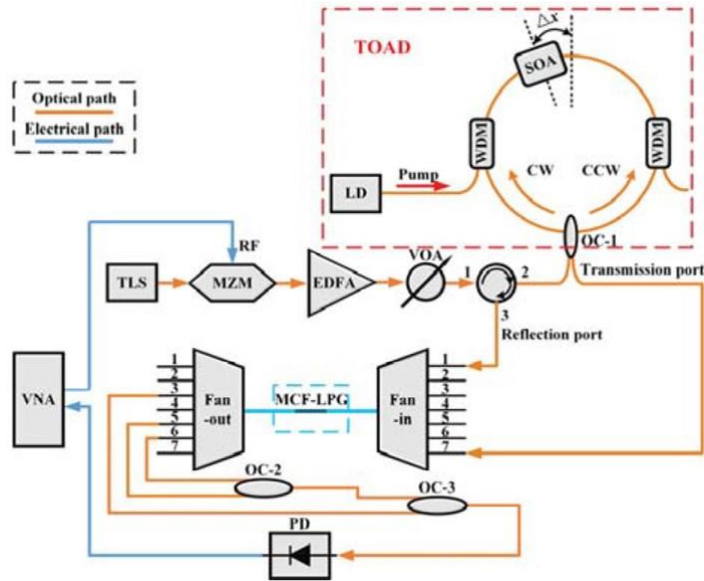 Δx
TOAD
SOA
Optical path
Electrical path
WDM
WDM
Pump
CW
CCW
LD
OC-1
RF
VOA
Transmission port
TLS
MZM
EDFA
1
2
3
Reflection port
VNA
1
2
3
4
5
6
7
Fan
-out
MCF-LPG
Fan
-in
1
2
3
4
5
6
7
OC-2
OC-3
PD